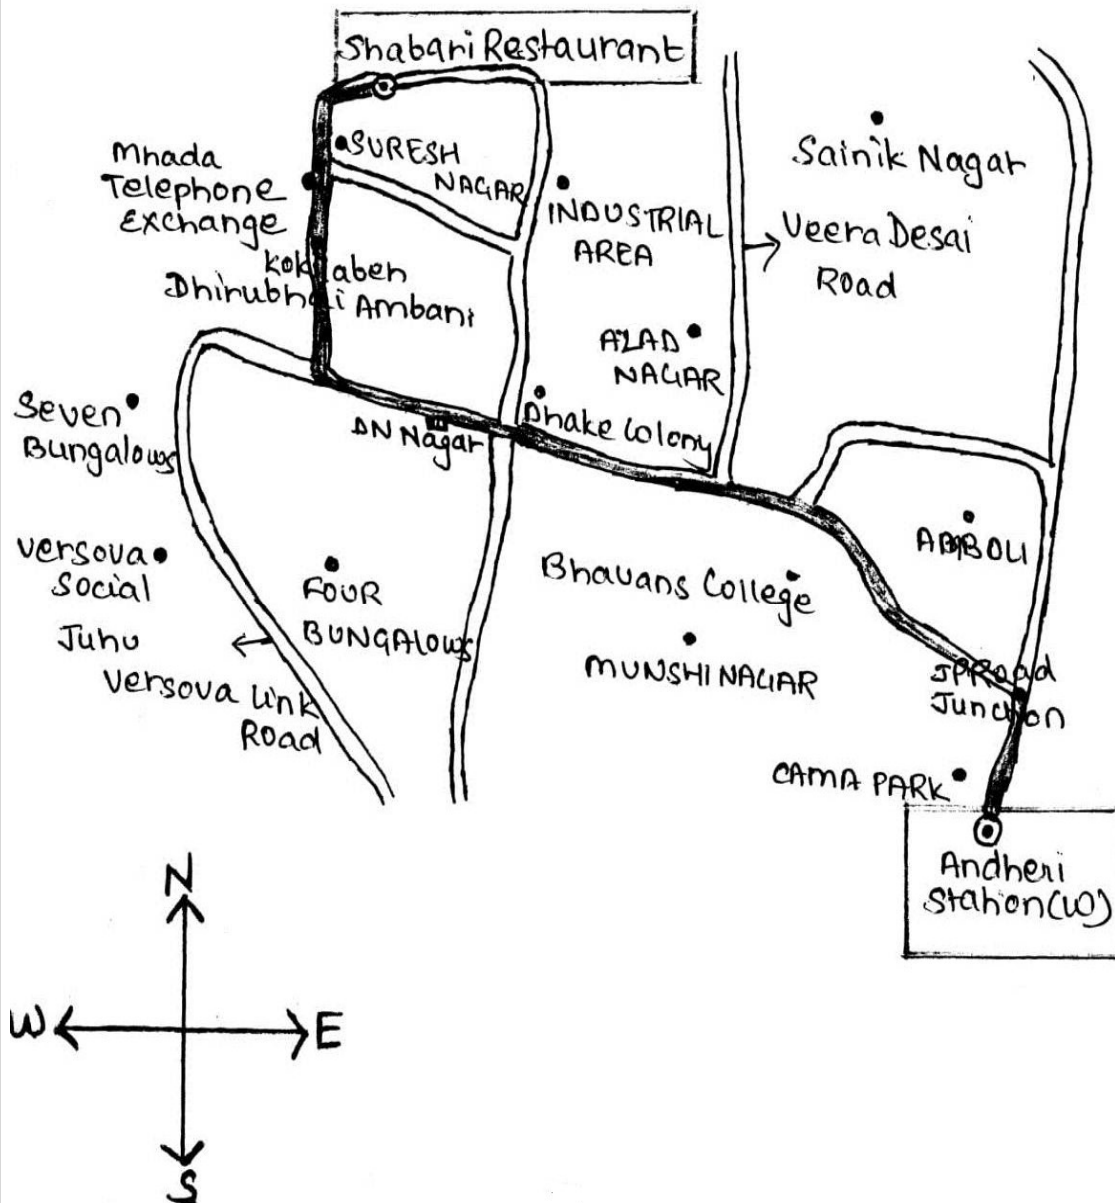 Shabari Restaurant
SURESH
NAGAR
Mhada
Telephone
Exchange
Kokilaben
Dhirubhai Ambani
INDUSTRIAL
AREA
Sainik Nagar
Veera Desai
Road
AZAD
NAGAR
Dhake Colony
DN Nagar
Seven
Bungalows
Versova
Social
FOUR
BUNGALOWS
Juhu
Versova Link
Road
Bhavans College
MUNSHI NAGAR
AMBOLI
JP Road
Junction
CAMA PARK
Andheri
Station (W)
N
W
E
S